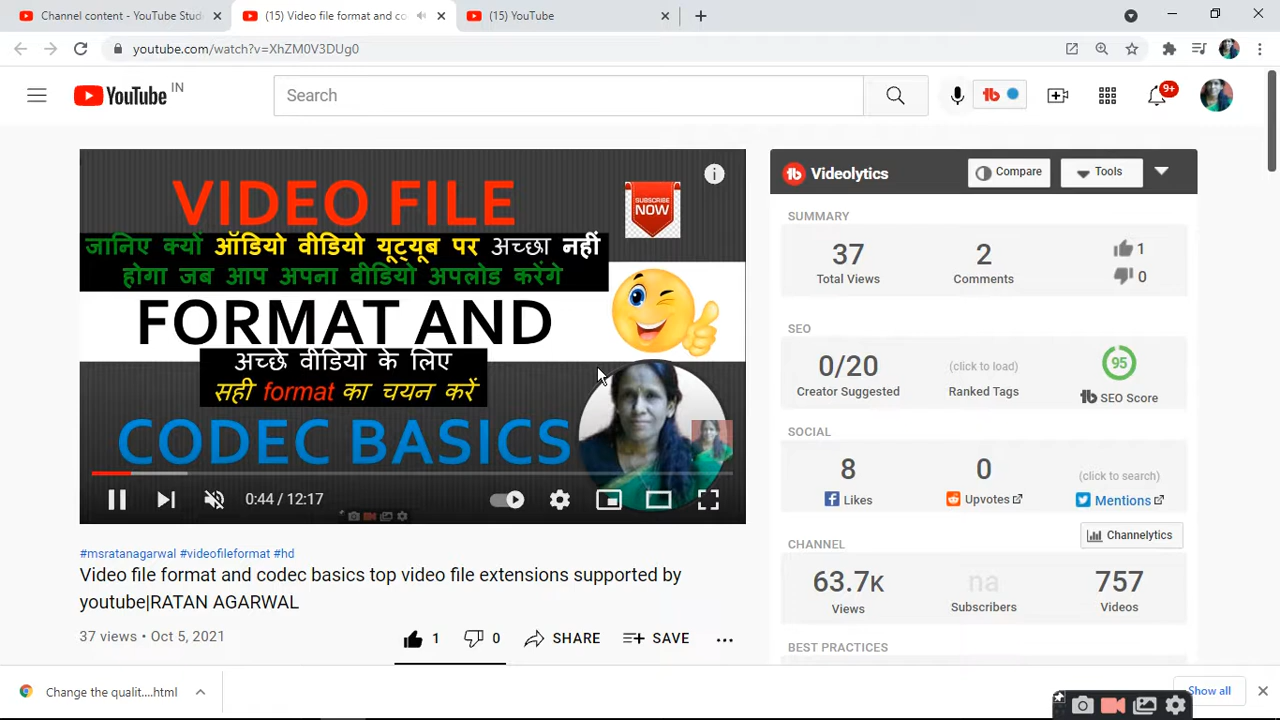 Channel content - YouTube Stud
(15) Video file format and co
(15) YouTube
youtube.com/watch?v=XhZM0V3DUg0
YouTube IN
Search
9+
VIDEO FILE
SUBSCRIBE
NOW
जानिए क्यों ऑडियो वीडियो यूट्यूब पर अच्छा नहीं
होगा जब आप अपना वीडियो अपलोड करेंगे
FORMAT AND
अच्छे वीडियो के लिए
सही format का चयन करें
CODEC BASICS
0:44 / 12:17
#msratanagarwal #videofileformat #hd
Video file format and codec basics top video file extensions supported by
youtube|RATAN AGARWAL
37 views • Oct 5, 2021
1
0
SHARE
SAVE
Videolytics
Compare
Tools
SUMMARY
37
Total Views
2
Comments
1
0
SEO
0/20
Creator Suggested
(click to load)
Ranked Tags
95
SEO Score
SOCIAL
8
Likes
0
Upvotes
(click to search)
Mentions
CHANNEL
Channelytics
63.7K
Views
na
Subscribers
757
Videos
BEST PRACTICES
Change the qualit....html
Show all